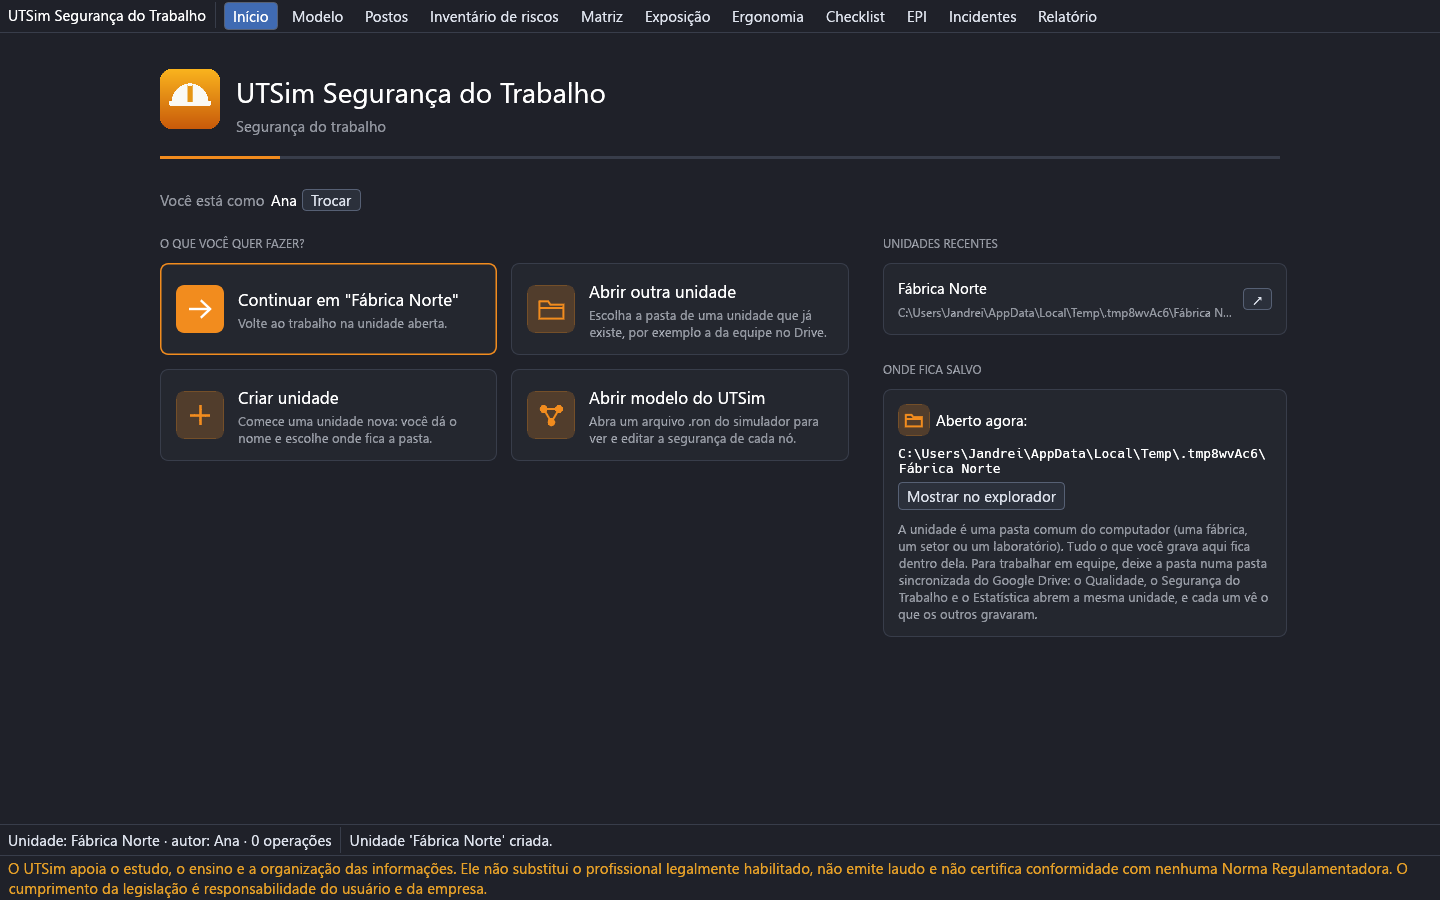 UTSim Segurança do Trabalho
Início
Modelo
Postos
Inventário de riscos
Matriz
Exposição
Ergonomia
Checklist
EPI
Incidentes
Relatório
UTSim Segurança do Trabalho
Segurança do trabalho
Você está como Ana Trocar
O QUE VOCÊ QUER FAZER?
Continuar em "Fábrica Norte"
Volte ao trabalho na unidade aberta.
Abrir outra unidade
Escolha a pasta de uma unidade que já
existe, por exemplo a da equipe no Drive.
Criar unidade
Comece uma unidade nova: você dá o
nome e escolhe onde fica a pasta.
Abrir modelo do UTSim
Abra um arquivo .ron do simulador para
ver e editar a segurança de cada nó.
UNIDADES RECENTES
Fábrica Norte
C:\Users\Jandrei\AppData\Local\Temp\.tmp8wvAc6\Fábrica N...
ONDE FICA SALVO
Aberto agora:
C:\Users\Jandrei\AppData\Local\Temp\.tmp8wvAc6\
Fábrica Norte
Mostrar no explorador
A unidade é uma pasta comum do computador (uma fábrica,
um setor ou um laboratório). Tudo o que você grava aqui fica
dentro dela. Para trabalhar em equipe, deixe a pasta numa pasta
sincronizada do Google Drive: o Qualidade, o Segurança do
Trabalho e o Estatística abrem a mesma unidade, e cada um vê o
que os outros gravaram.
Unidade: Fábrica Norte · autor: Ana · 0 operações
Unidade 'Fábrica Norte' criada.
O UTSim apoia o estudo, o ensino e a organização das informações. Ele não substitui o profissional legalmente habilitado, não emite laudo e não certifica conformidade com nenhuma Norma Regulamentadora. O
cumprimento da legislação é responsabilidade do usuário e da empresa.